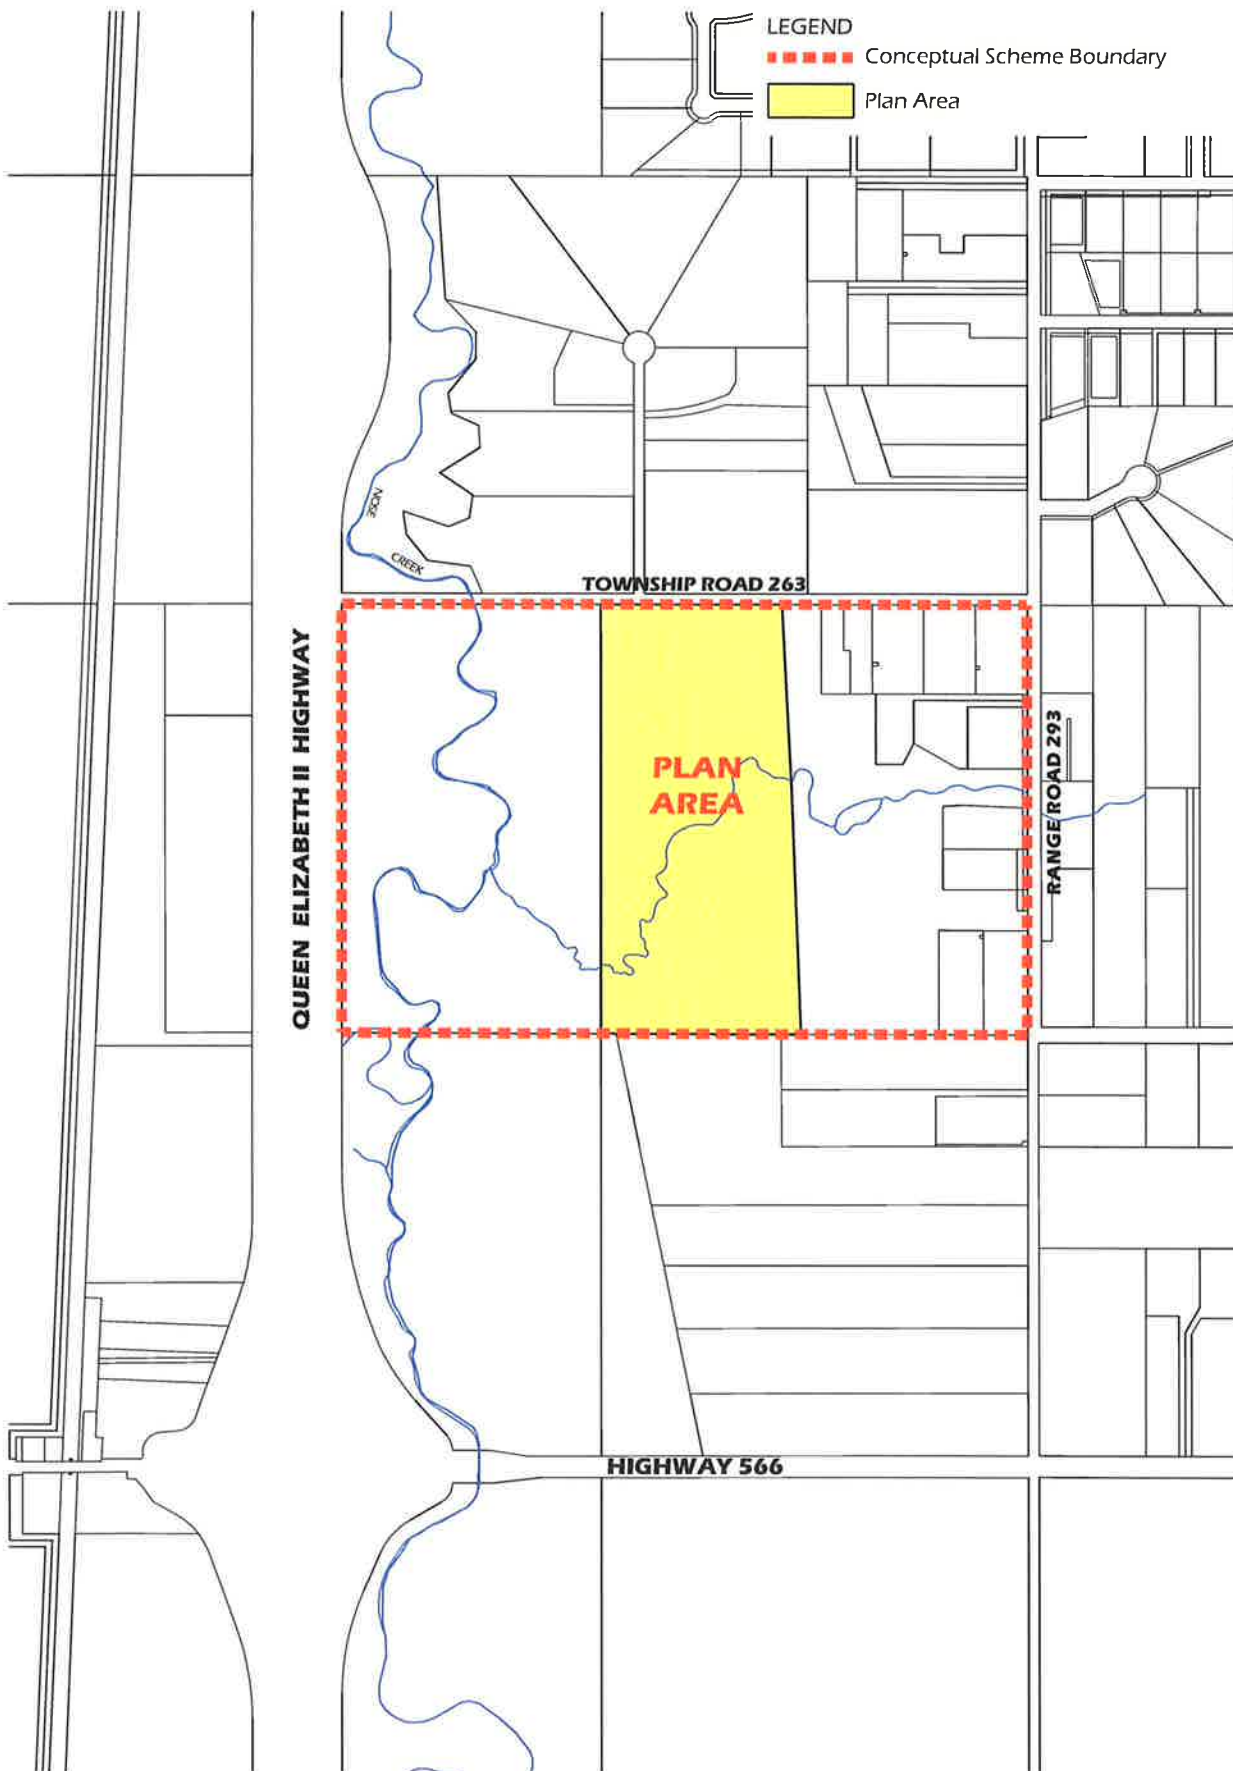 LEGEND
Conceptual Scheme Boundary
Plan Area
NOSE
CREEK
TOWNSHIP ROAD 263
QUEEN ELIZABETH II HIGHWAY
PLAN
AREA
RANGE ROAD 293
HIGHWAY 566